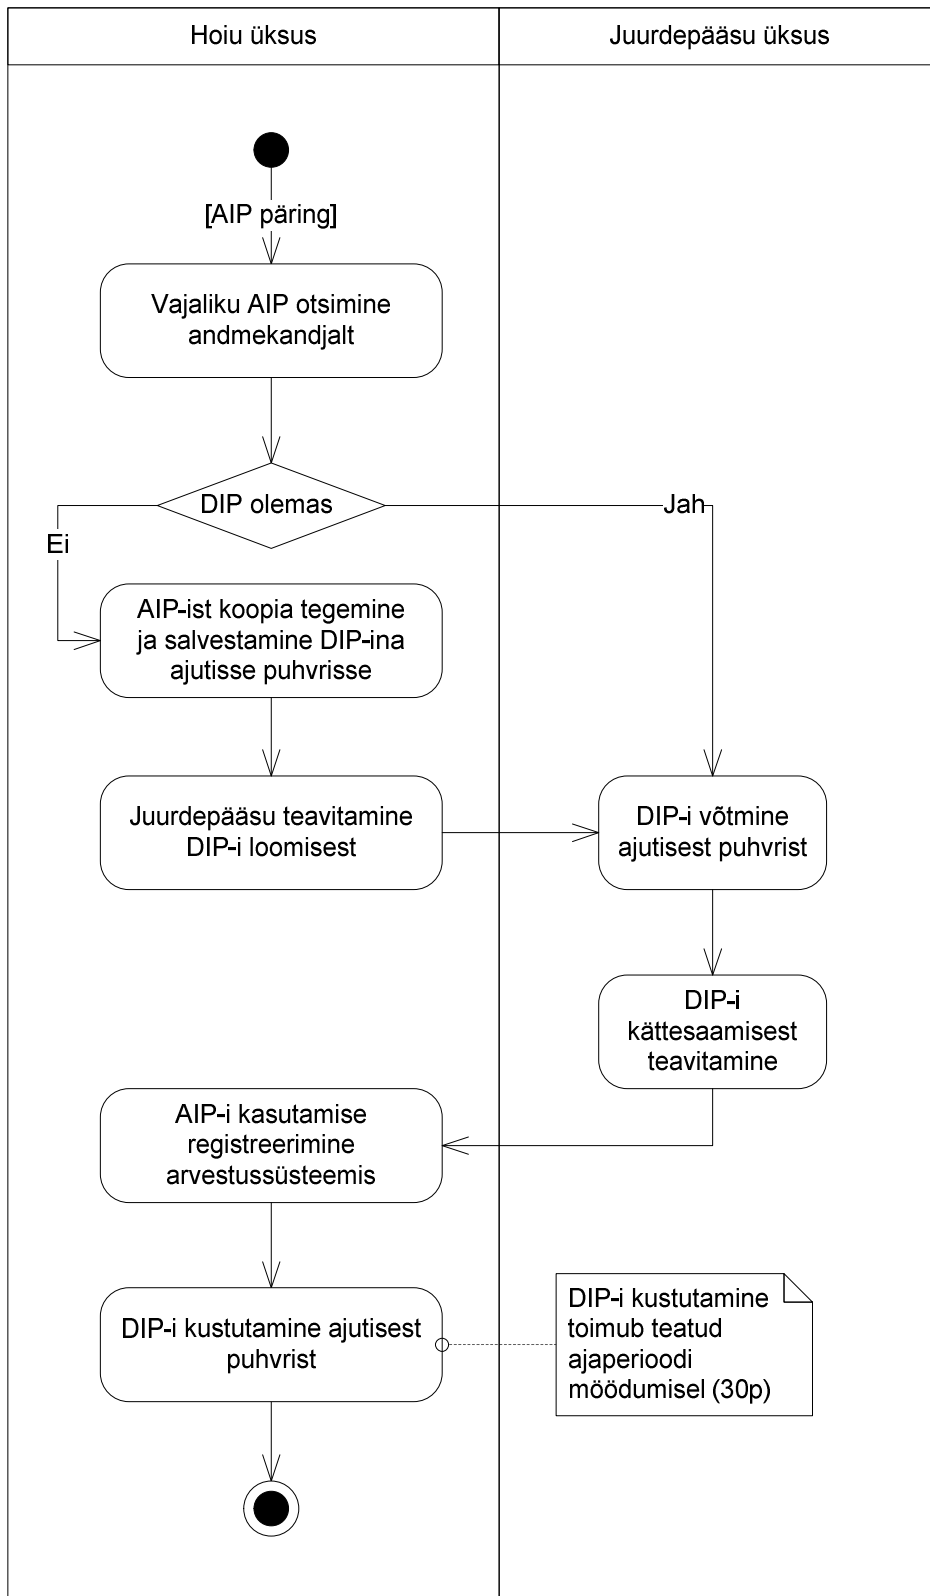 Hoiu üksus
Juurdepääsu üksus
[AIP päring]
Vajaliku AIP otsimine
andmekandjalt
DIP olemas
Jah
Ei
AIP-ist koopia tegemine
ja salvestamine DIP-ina
ajutisse puhvrisse
Juurdepääsu teavitamine
DIP-i loomisest
DIP-i võtmine
ajutisest puhvrist
DIP-i
kättesaamisest
teavitamine
AIP-i kasutamise
registreerimine
arvestussüsteemis
DIP-i kustutamine ajutisest
puhvrist
DIP-i kustutamine
toimub teatud
ajaperioodi
möödumisel (30p)